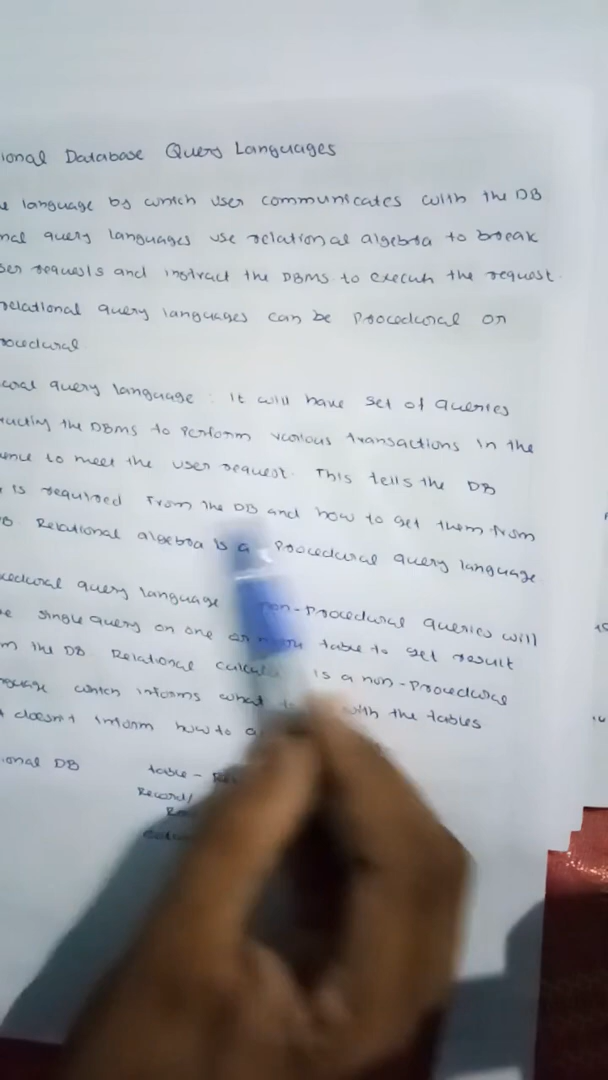 ional Database Query Languages
language by which user communicates with the DB
nal query languages use relational algebra to break
ser requests and instruct the DBMS to execute the request.
relational query languages can be Procedural or
rocedural.
ural query language : It will have set of queries
ructing the DBMS to Perform various transactions in the
ence to meet the user request. This tells the DB
is required From the DB and how to get them from
Relational algebra is a Procedural query language
cedural query language non-Procedural queries will
single query on one or more table to get result
m the DB. Relational is a non-Procedural
nguage which informs what with the tables
doesn't inform how to
ional DB
table -
Record/